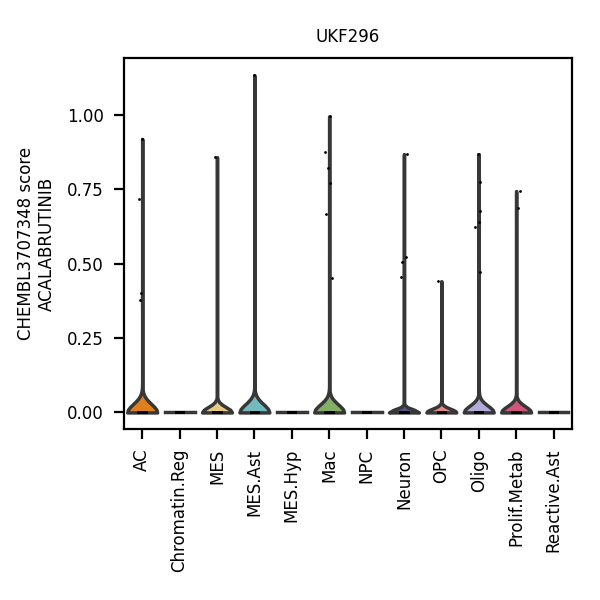 UKF296
CHEMBL3707348 score
ACALABRUTINIB
1.00
0.75
0.50
0.25
0.00
AC
Chromatin.Reg
MES
MES.Ast
MES.Hyp
Mac
NPC
Neuron
OPC
Oligo
Prolif.Metab
Reactive.Ast